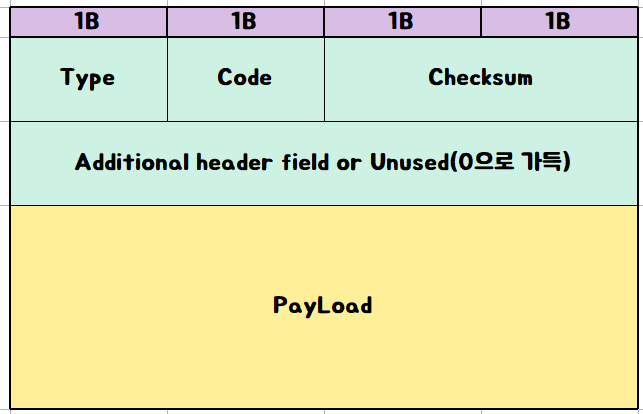 1B 1B 1B 1B
Type Code Checksum
Additional header field or Unused(0으로 가득)
PayLoad